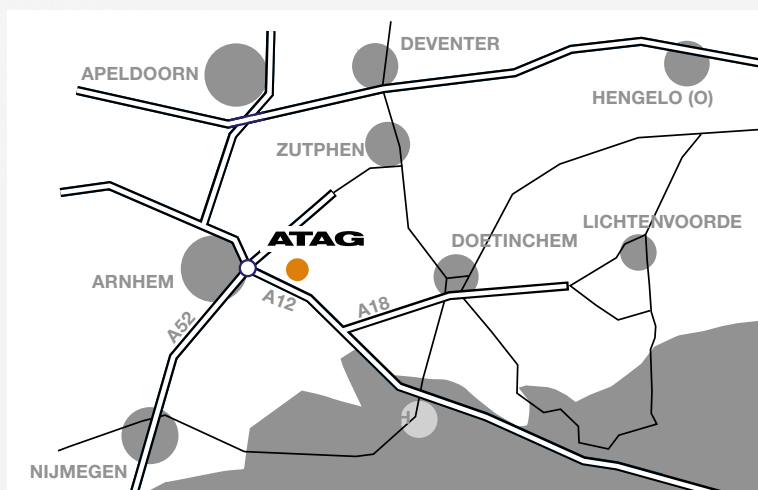 DEVENTER
APELDOORN
HENGELO (O)
ZUTPHEN
LICHTENVOORDE
ATAG
DOETINCHEM
ARNHEM
A12
A18
A52
H
NIJMEGEN